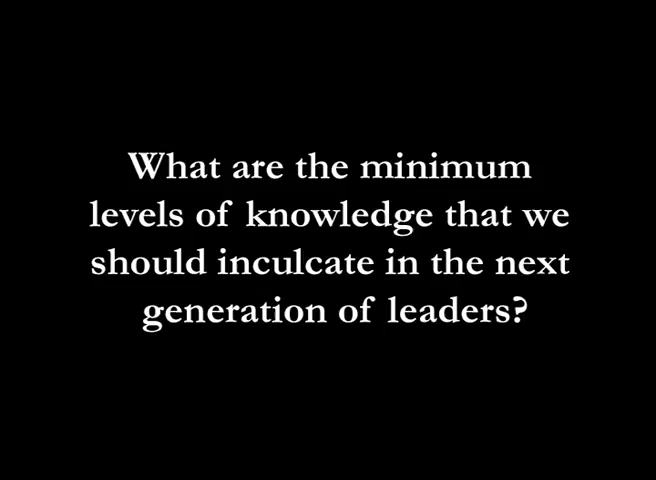 What are the minimum
levels of knowledge that we
should inculcate in the next
generation of leaders?